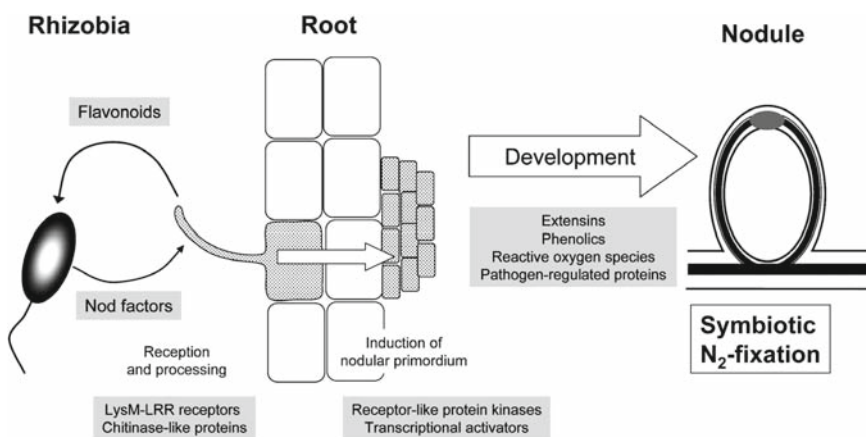 Rhizobia
Root
Nodule
Flavonoids
Nod factors
Reception
and processing
LysM-LRR receptors
Chitinase-like proteins
Induction of
nodular primordium
Receptor-like protein kinases
Transcriptional activators
Development
Extensins
Phenolics
Reactive oxygen species
Pathogen-regulated proteins
Symbiotic
N₂-fixation